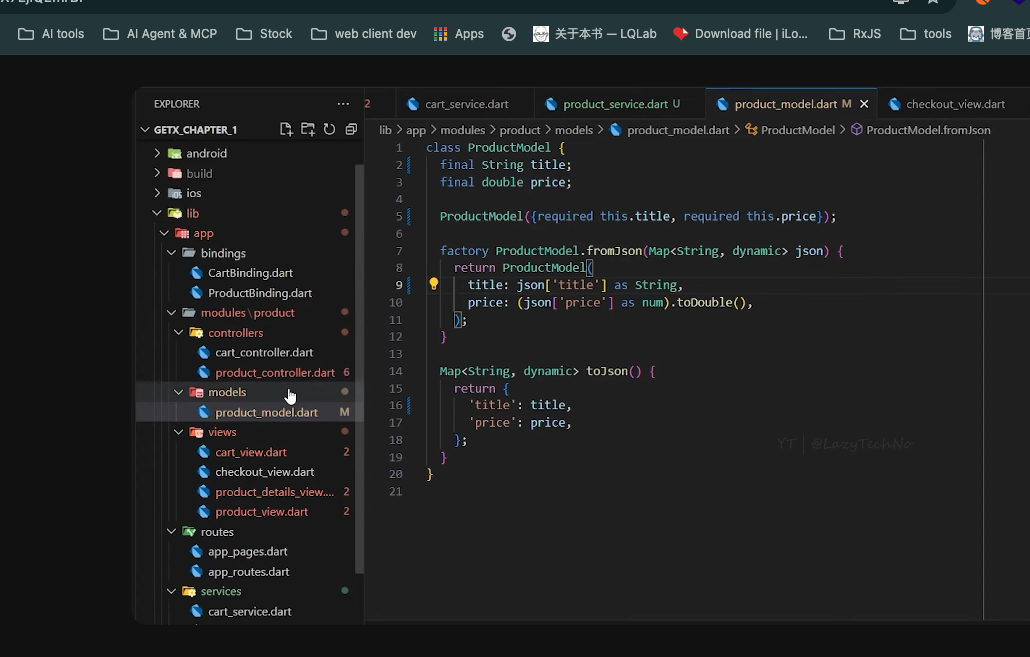 AI tools
AI Agent & MCP
Stock
web client dev
Apps
关于本书 — LQLab
Download file | iLo...
RxJS
tools
博客首页
EXPLORER
GETX_CHAPTER_1
android
build
ios
lib
app
bindings
CartBinding.dart
ProductBinding.dart
modules\product
controllers
cart_controller.dart
product_controller.dart 6
models
product_model.dart M
views
cart_view.dart 2
checkout_view.dart
product_details_view.... 2
product_view.dart 2
routes
app_pages.dart
app_routes.dart
services
cart_service.dart
2
cart_service.dart
product_service.dart U
product_model.dart M
checkout_view.dart
lib > app > modules > product > models > product_model.dart > ProductModel > ProductModel.fromJson
1 class ProductModel {
2 final String title;
3 final double price;
4
5 ProductModel({required this.title, required this.price});
6
7 factory ProductModel.fromJson(Map<String, dynamic> json) {
8 return ProductModel(
9 title: json['title'] as String,
10 price: (json['price'] as num).toDouble(),
11 );
12 }
13
14 Map<String, dynamic> toJson() {
15 return {
16 'title': title,
17 'price': price,
18 };
19 }
20 }
21
YT | @LazyTechNo